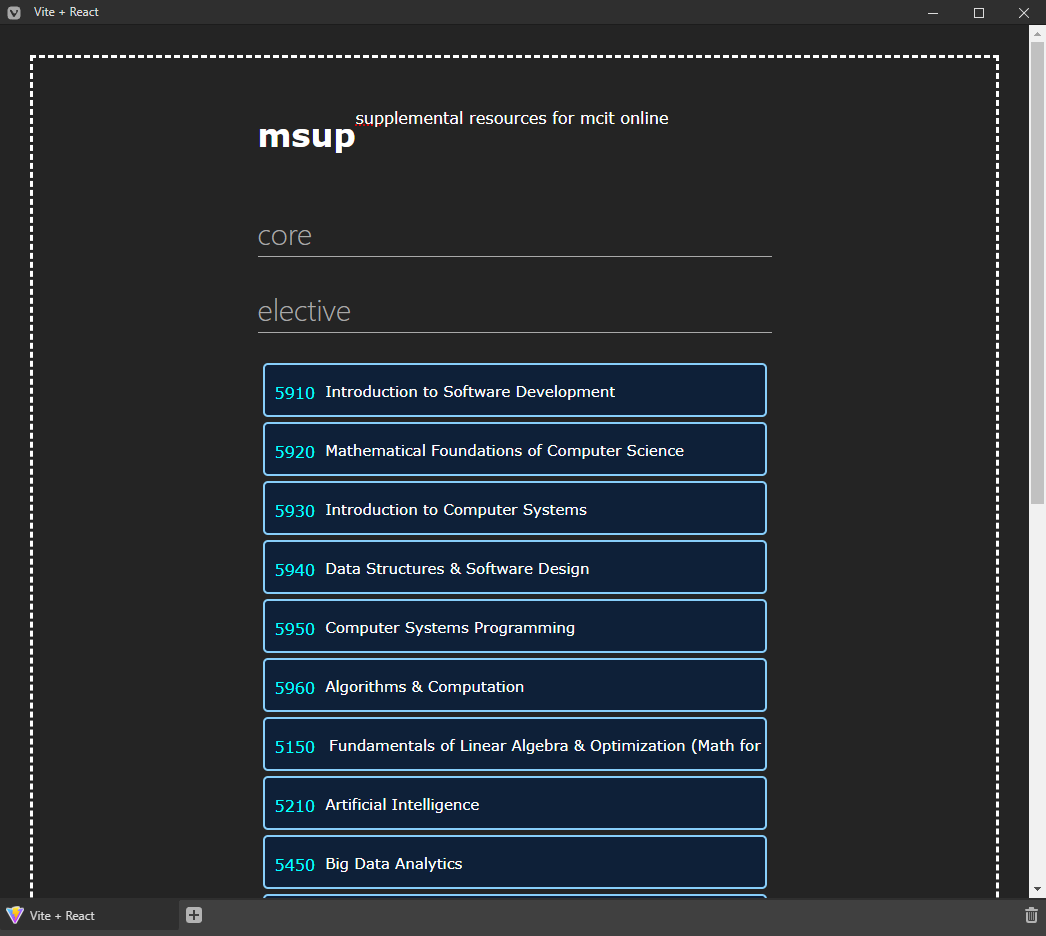 Vite + React
supplemental resources for mcit online
msup
core
elective
5910 Introduction to Software Development
5920 Mathematical Foundations of Computer Science
5930 Introduction to Computer Systems
5940 Data Structures & Software Design
5950 Computer Systems Programming
5960 Algorithms & Computation
5150 Fundamentals of Linear Algebra & Optimization (Math for
5210 Artificial Intelligence
5450 Big Data Analytics
Vite + React